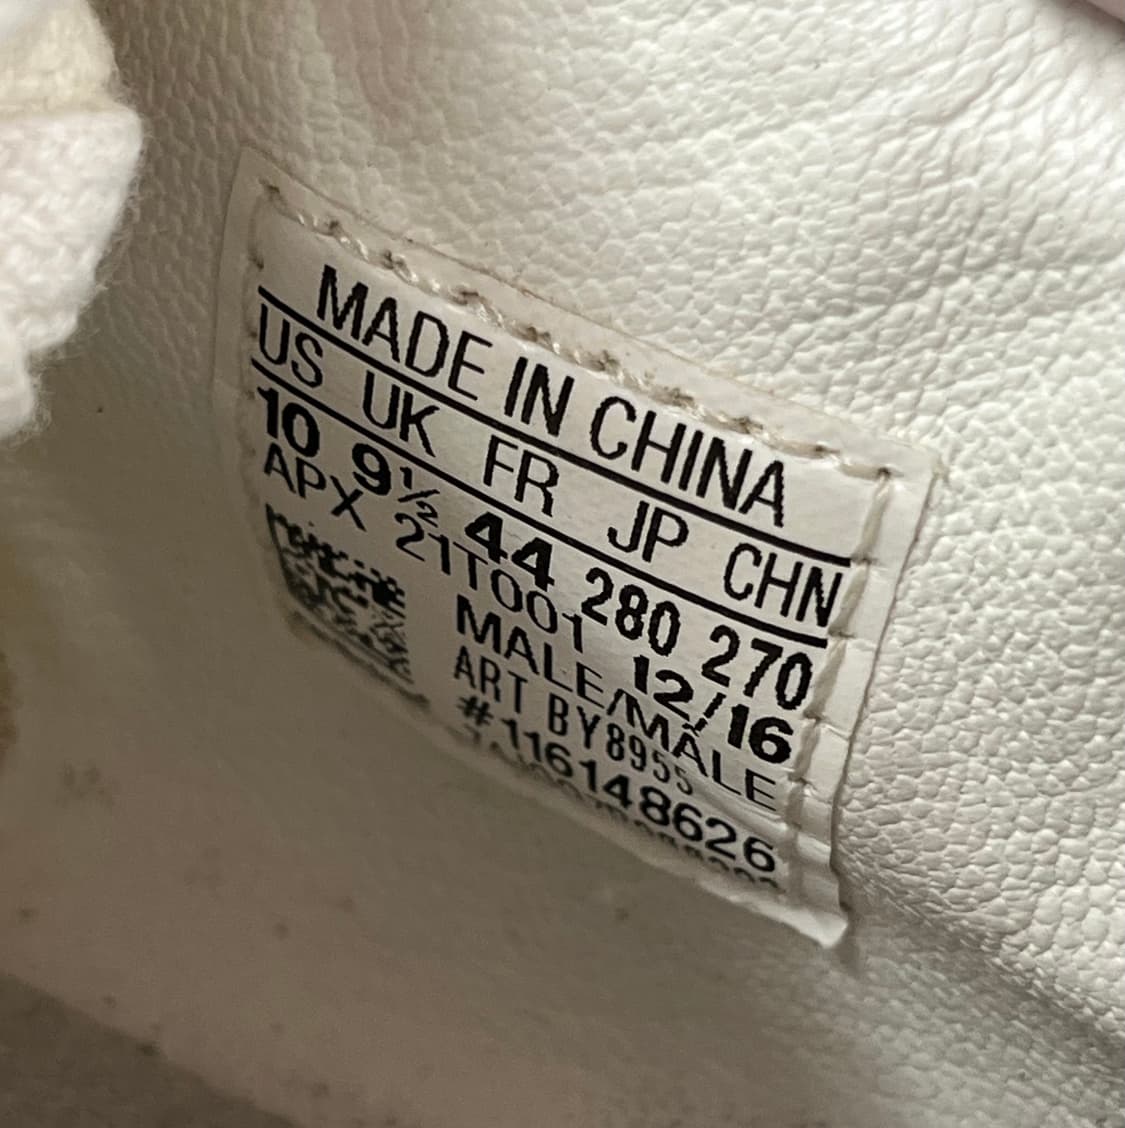 MADE IN CHINA
US UK FR JP CHN
10 9½ 44 280 270
APX 21T001 12/16
MALE/MÂLE
ART BY8955
#116148626